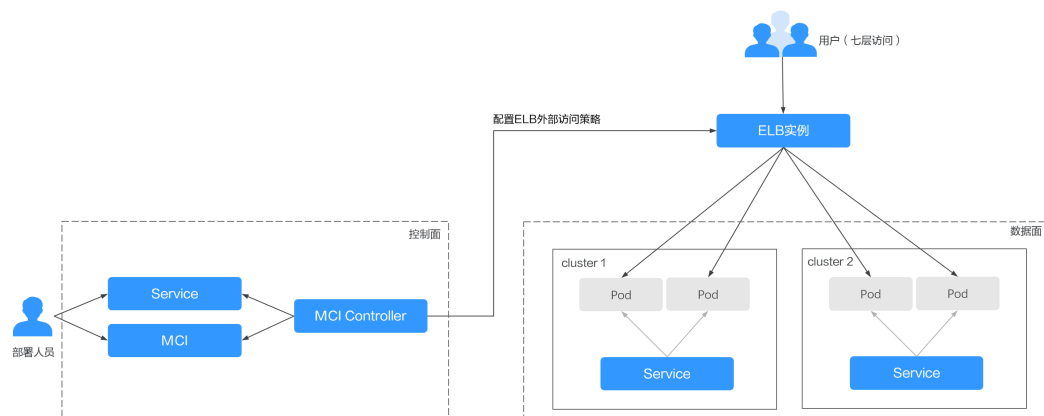 用户（七层访问）
配置ELB外部访问策略
ELB实例
控制面
数据面
cluster 1
cluster 2
Pod
Pod
Pod
Pod
Service
MCI Controller
MCI
部署人员
Service
Service